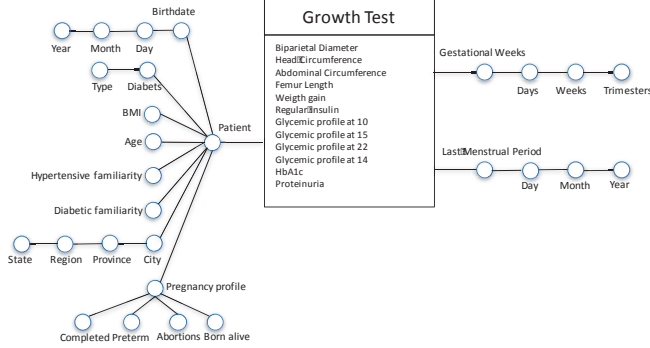 Birthdate
Year Month Day
Type Diabets
BMI
Age
Patient
Hypertensive familiarity
Diabetic familiarity
State Region Province City
Pregnancy profile
Completed Preterm Abortions Born alive
Growth Test
Biparietal Diameter
Head Circumference
Abdominal Circumference
Femur Length
Weigth gain
Regular Insulin
Glycemic profile at 10
Glycemic profile at 15
Glycemic profile at 22
Glycemic profile at 14
HbA1c
Proteinuria
Gestational Weeks
Days Weeks Trimesters
Last Menstrual Period
Day Month Year